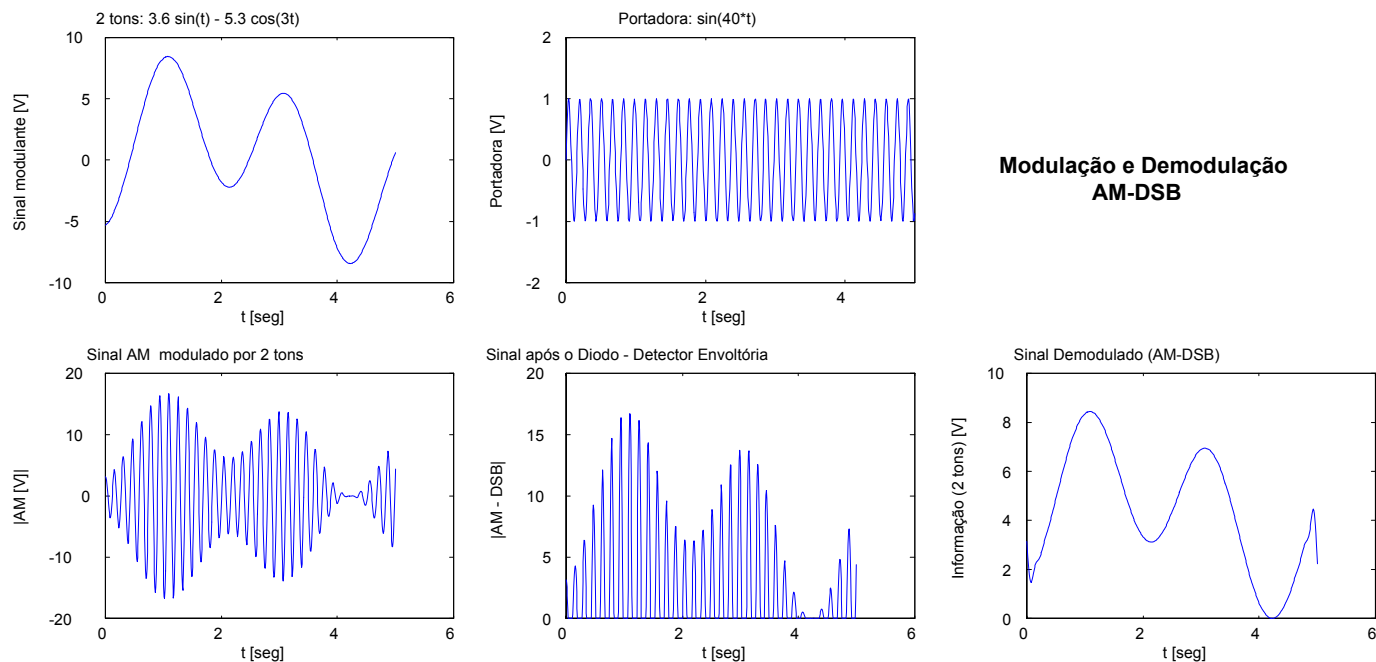 2 tons: 3.6 sin(t) - 5.3 cos(3t)
Sinal modulante [V]
10
5
0
-5
-10
0 2 4 6
t [seg]
Portadora: sin(40*t)
Portadora [V]
2
1
0
-1
-2
0 2 4
t [seg]
Modulação e Demodulação
AM-DSB
Sinal AM modulado por 2 tons
|AM [V]|
20
10
0
-10
-20
0 2 4 6
t [seg]
Sinal após o Diodo - Detector Envoltória
|AM - DSB|
20
15
10
5
0
0 2 4 6
t [seg]
Sinal Demodulado (AM-DSB)
Informação (2 tons) [V]
10
8
6
4
2
0
0 2 4 6
t [seg]